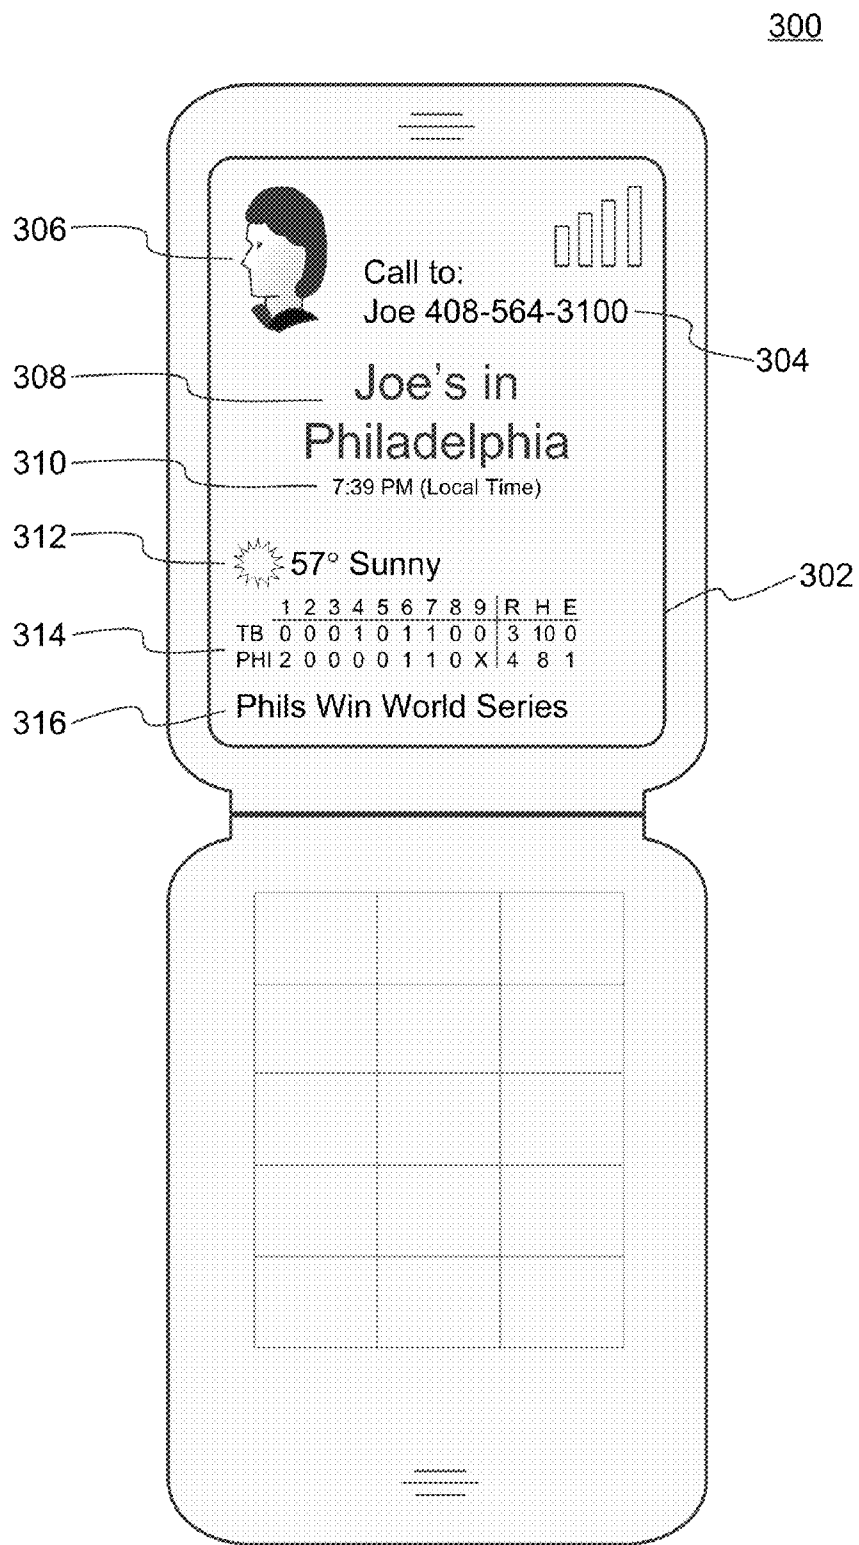 300
306
Call to:
Joe 408-564-3100
304
308
Joe's in
Philadelphia
310
7:39 PM (Local Time)
312
57° Sunny
302
1 2 3 4 5 6 7 8 9 R H E
314
TB 0 0 0 1 0 1 1 0 0 3 10 0
PHI 2 0 0 0 0 1 1 0 X 4 8 1
316
Phils Win World Series